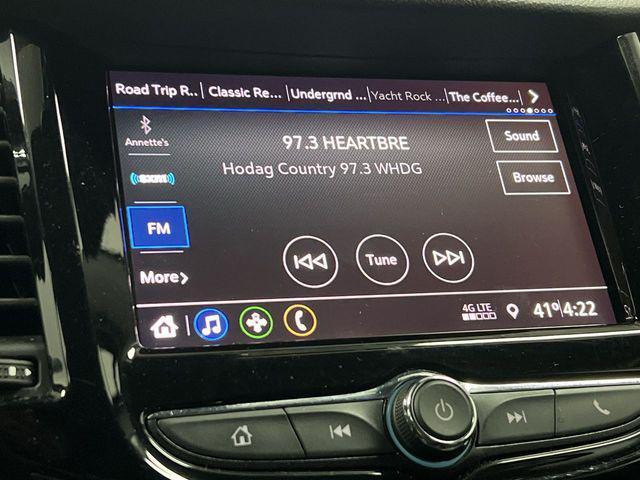 Road Trip R.. Classic Re... Undergrnd ... Yacht Rock ... The Coffee...
Annette's
97.3 HEARTBRE
Sound
Hodag Country 97.3 WHDG
((SXM))
Browse
FM
Tune
More
4G LTE
41° 4:22